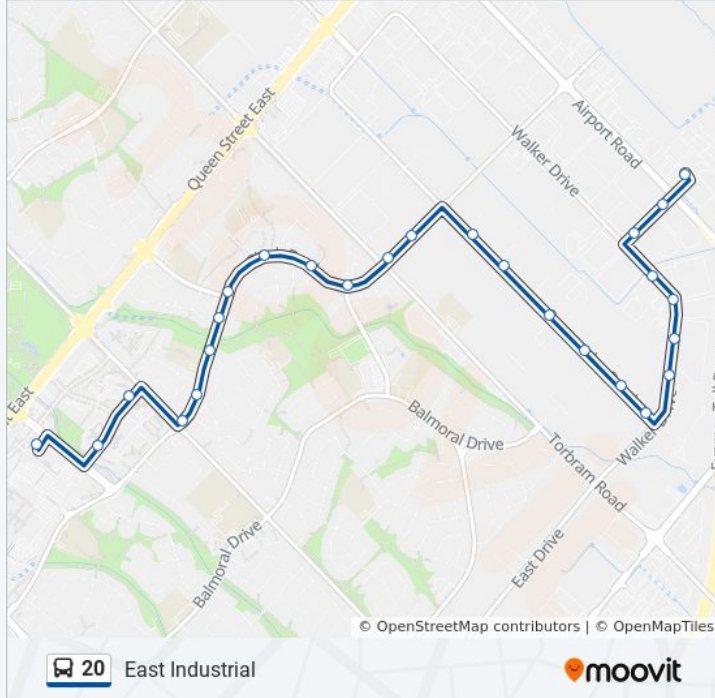 Airport Road
Walker Drive
Queen Street East
t East
Balmoral Drive
Torbram Road
Walker Drive
East Drive
Balmoral Drive
© OpenStreetMap contributors | © OpenMapTiles
20 East Industrial
moovit